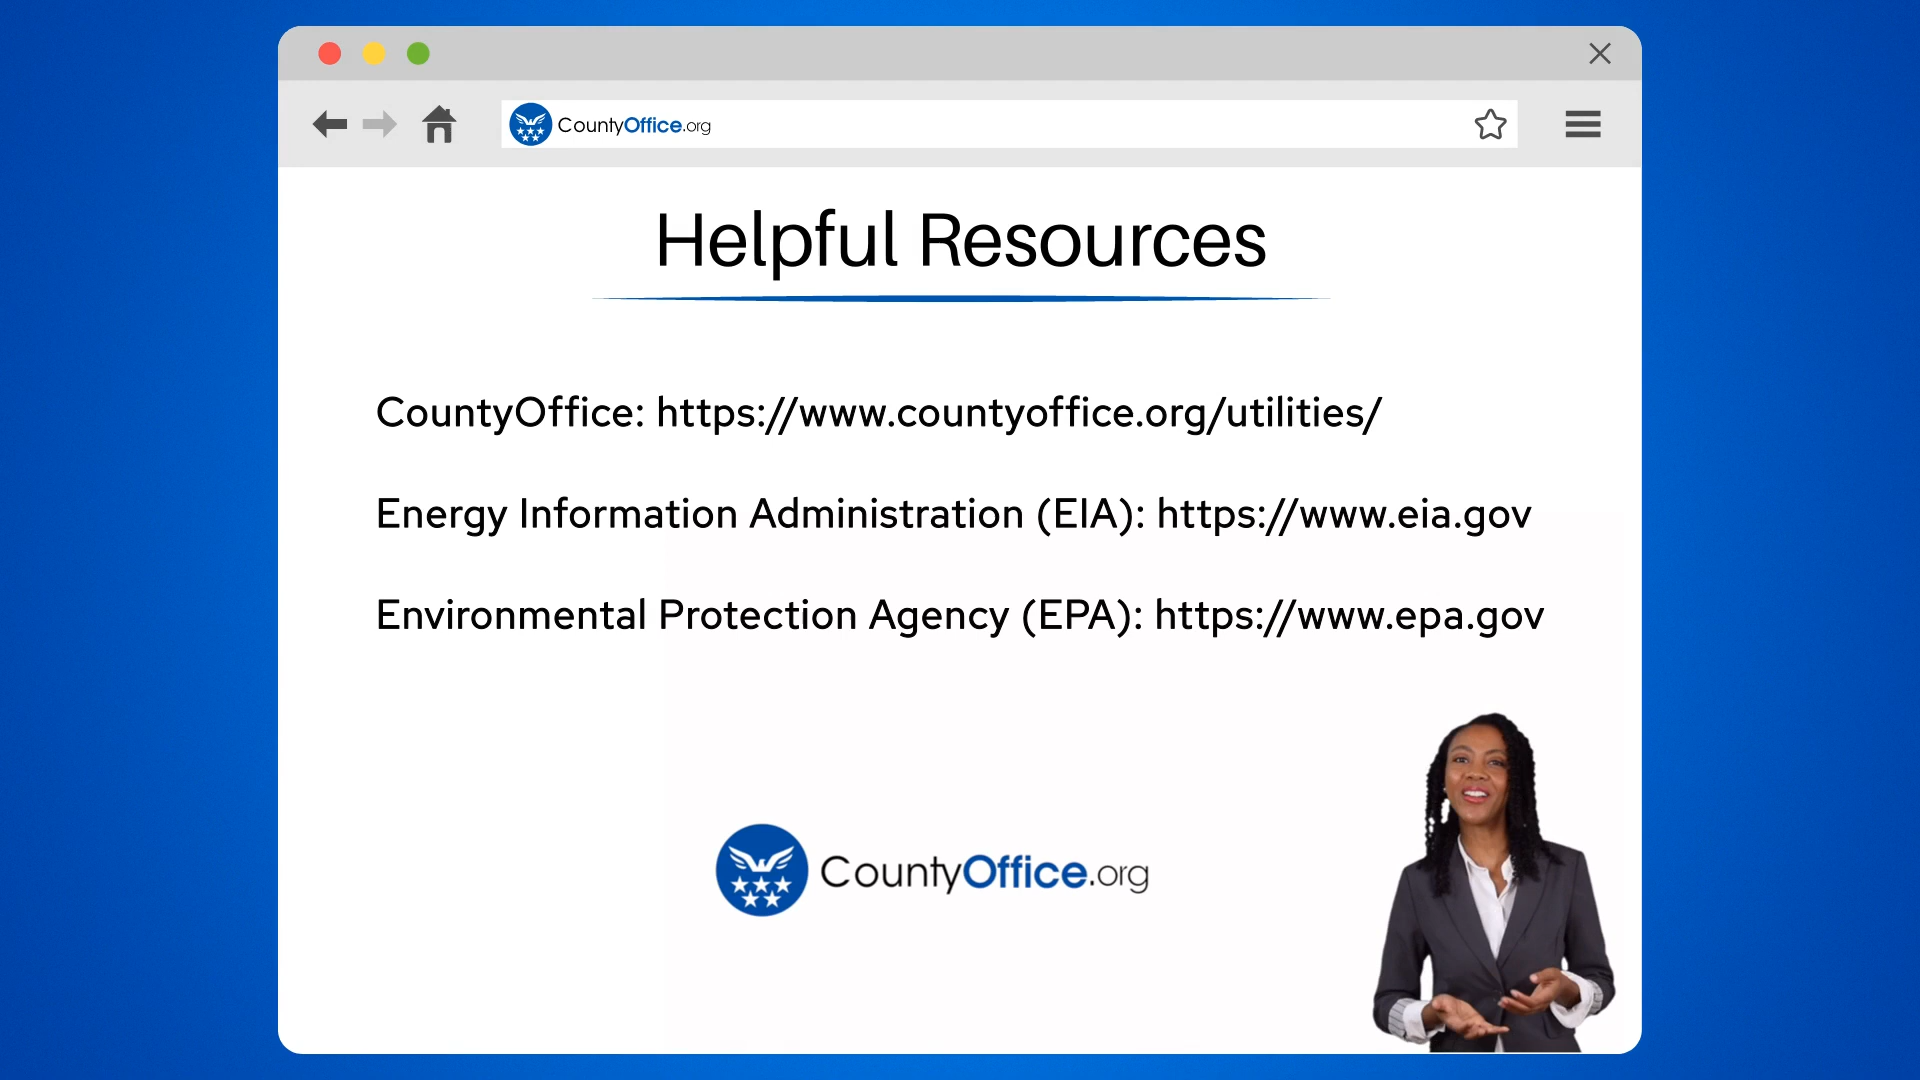 CountyOffice.org
Helpful Resources
CountyOffice: https://www.countyoffice.org/utilities/
Energy Information Administration (EIA): https://www.eia.gov
Environmental Protection Agency (EPA): https://www.epa.gov
CountyOffice.org